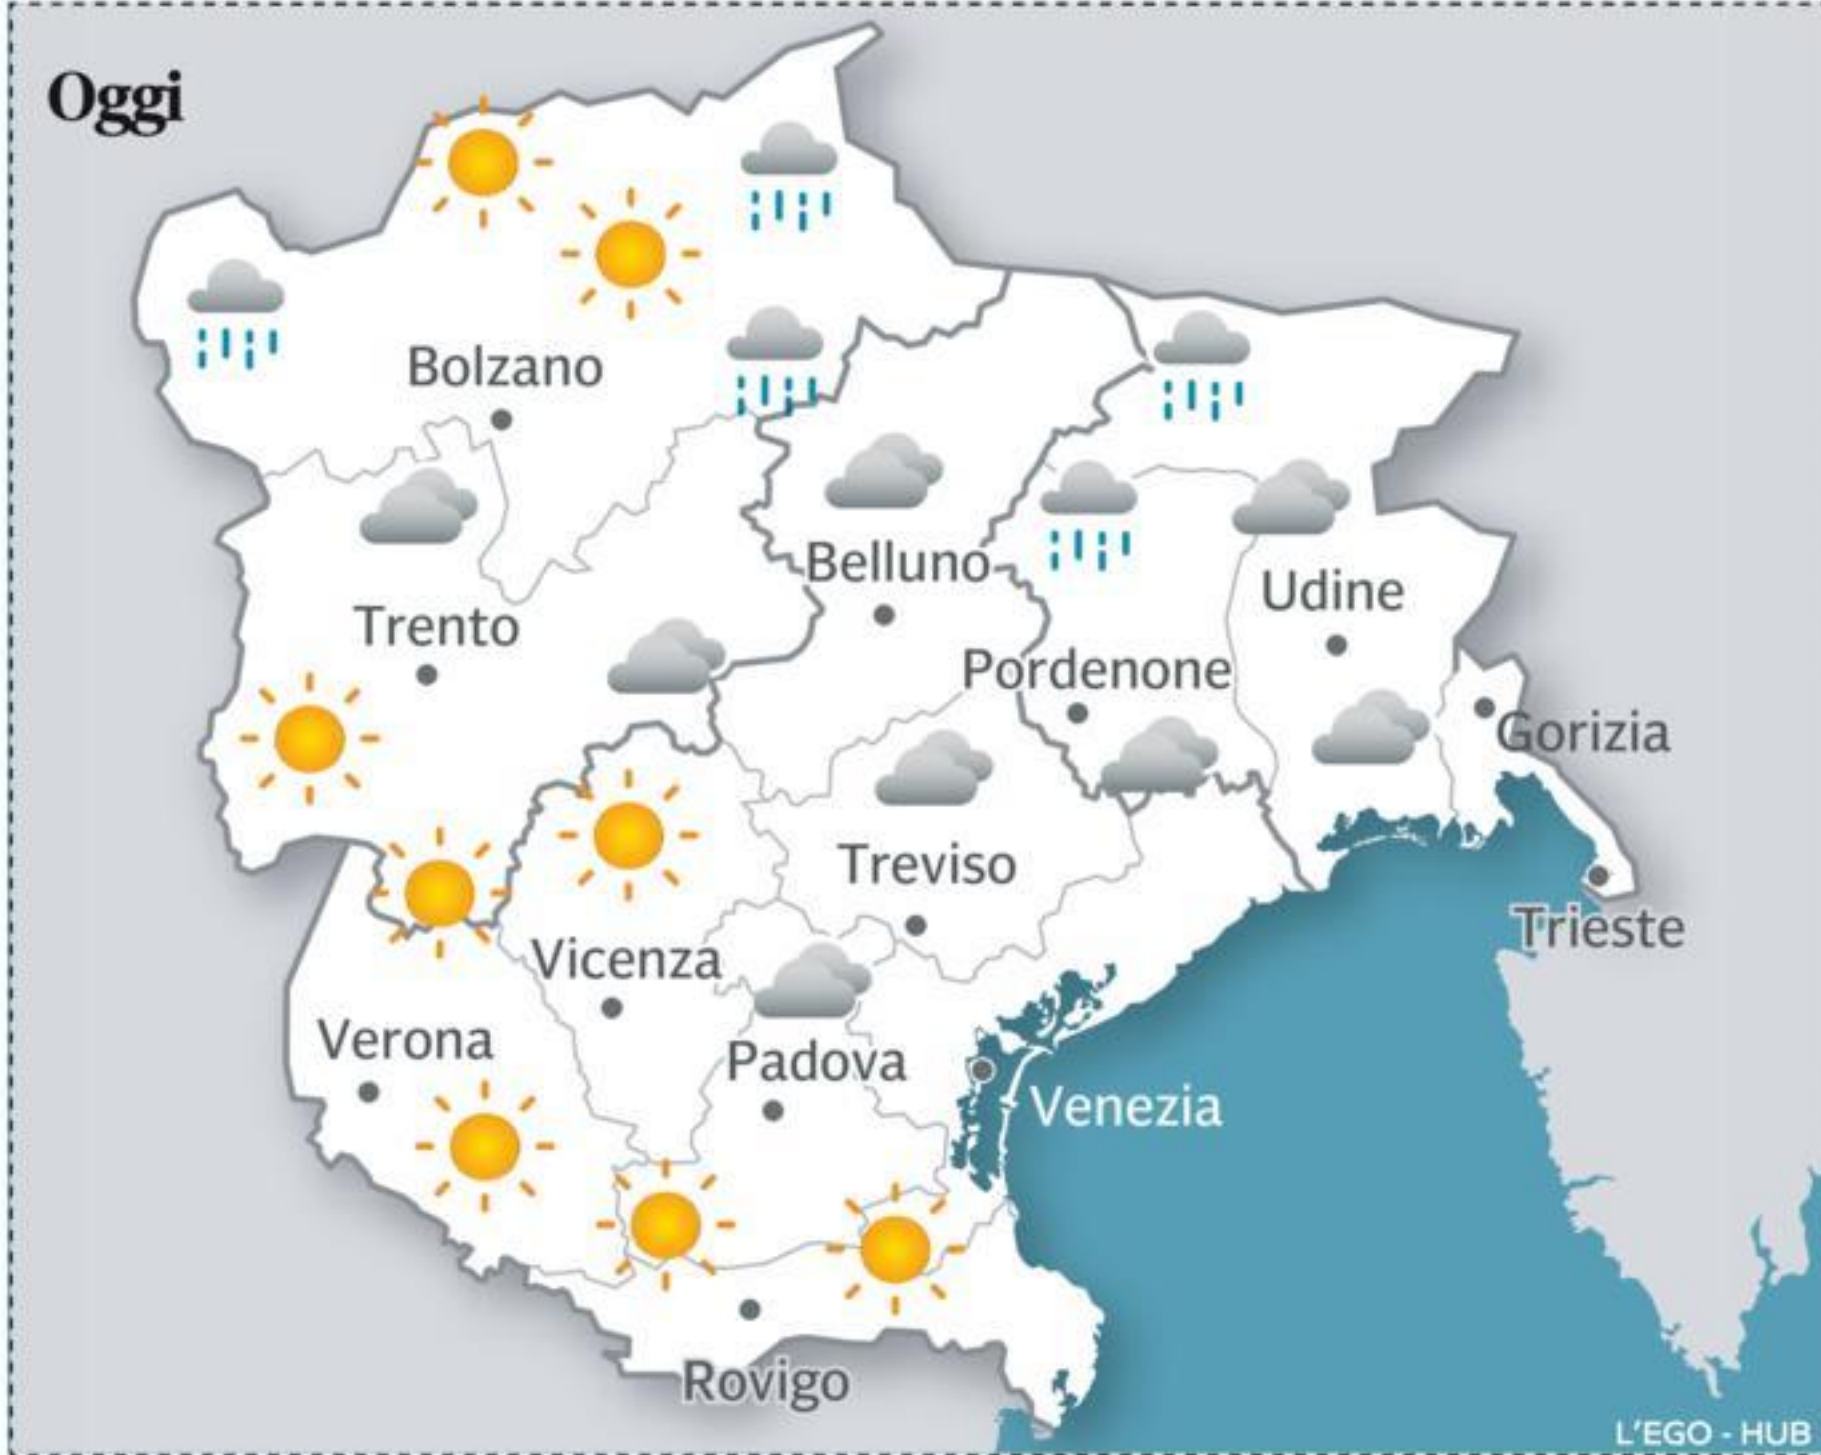 Oggi
Bolzano
Belluno
Udine
Trento
Pordenone
Gorizia
Treviso
Trieste
Vicenza
Verona
Padova
Venezia
Rovigo
L'EGO - HUB